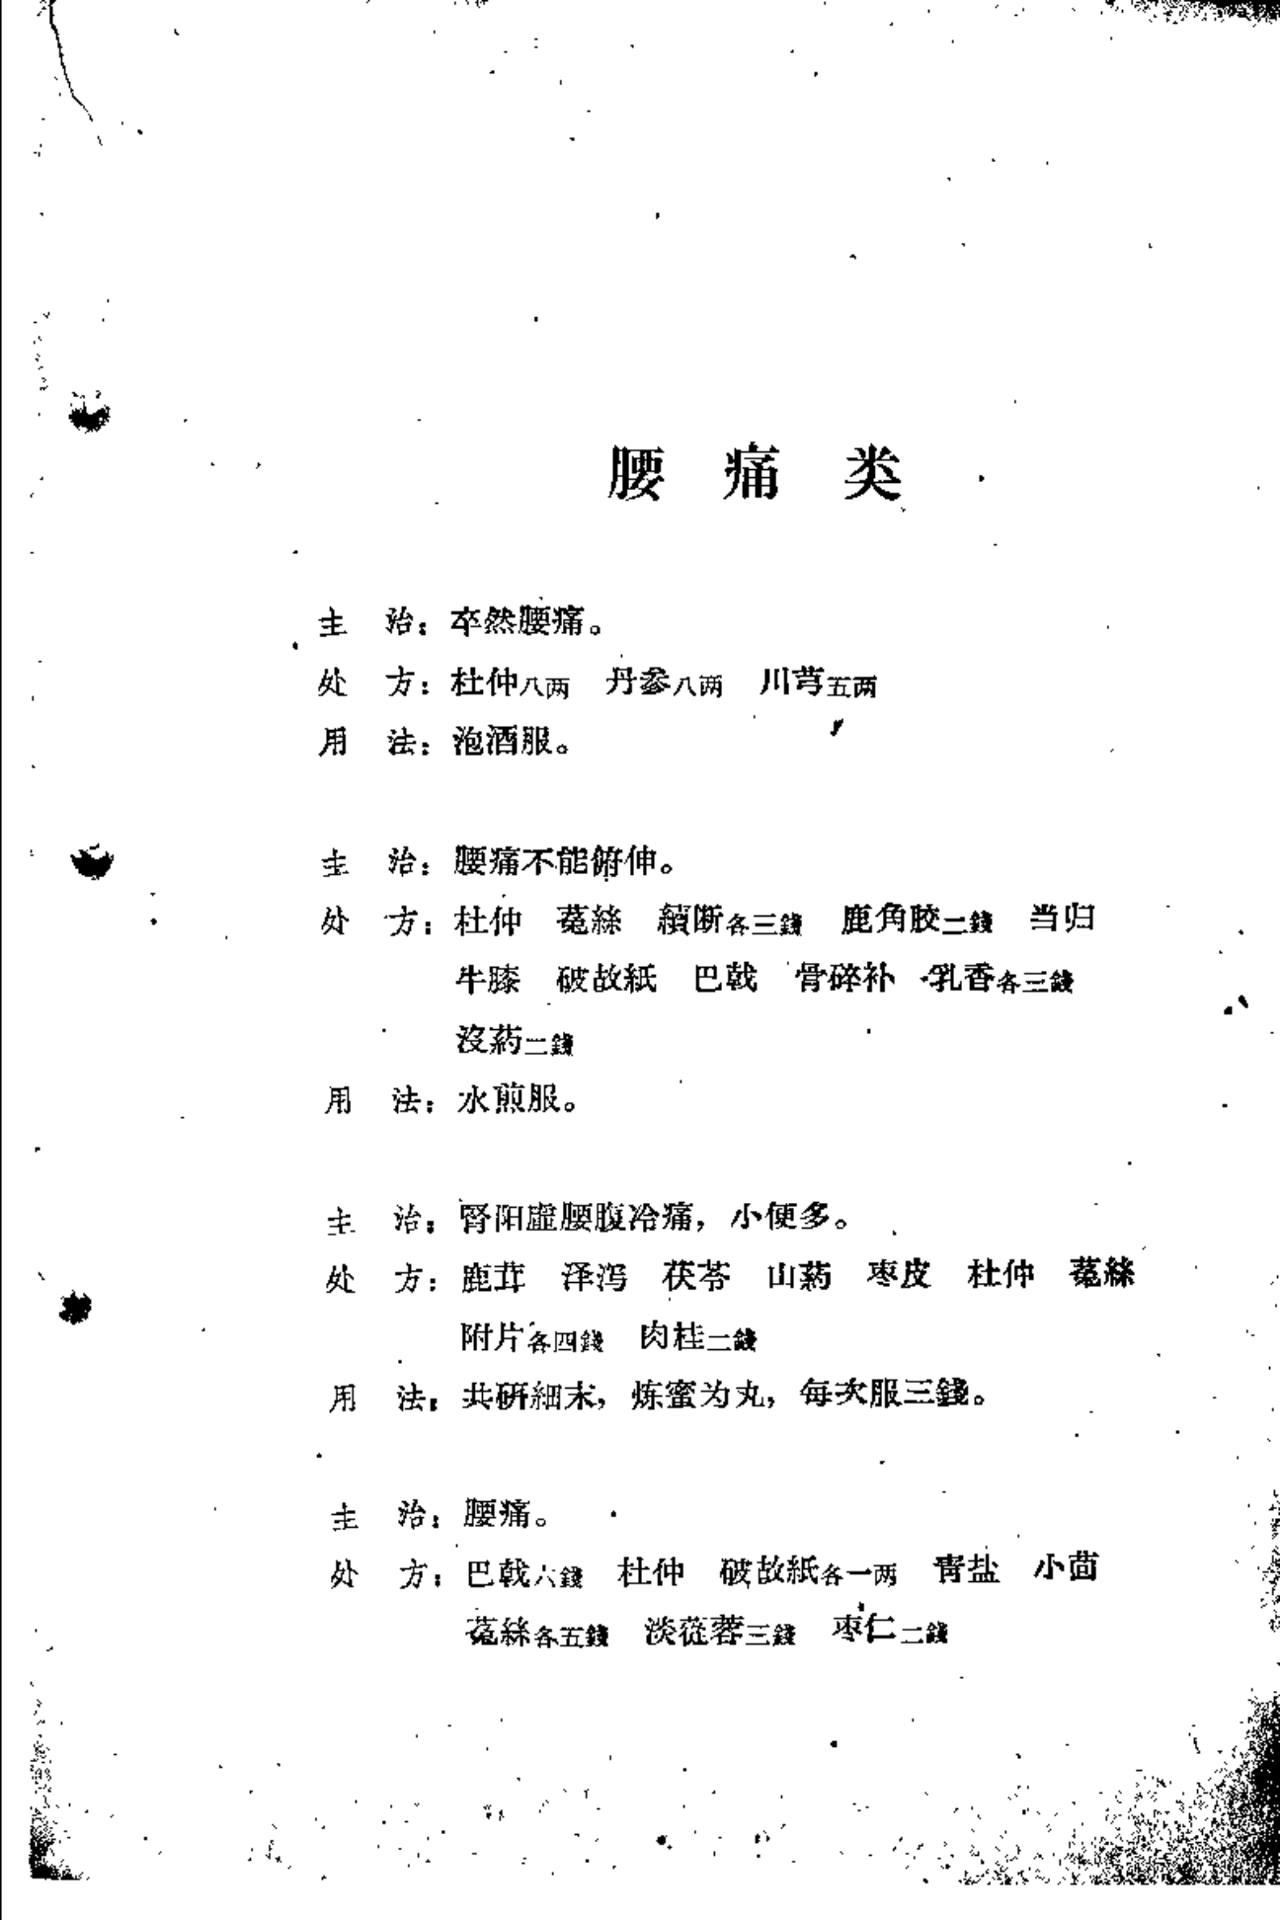 腰痛类
主治：卒然腰痛。
处方：杜仲八两 丹参八两 川芎五两
用法：泡酒服。
主治：腰痛不能俯伸。
处方：杜仲 菟絲 續断各三錢 鹿角胶二錢 当归
牛膝 破故紙 巴戟 骨碎补 乳香各三錢
沒药二錢
用法：水煎服。
主治：腎阳虚腰腹冷痛，小便多。
处方：鹿茸 泽泻 茯苓 山药 枣皮 杜仲 菟絲
附片各四錢 肉桂二錢
用法：共研細末，炼蜜为丸，每次服三錢。
主治：腰痛。
处方：巴戟六錢 杜仲 破故紙各一两 青盐 小茴
菟絲各五錢 淡蓯蓉三錢 枣仁二錢